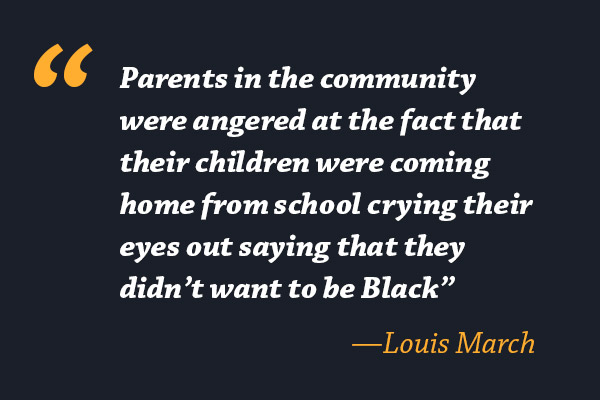 “Parents in the community
were angered at the fact that
their children were coming
home from school crying their
eyes out saying that they
didn’t want to be Black”
—Louis March